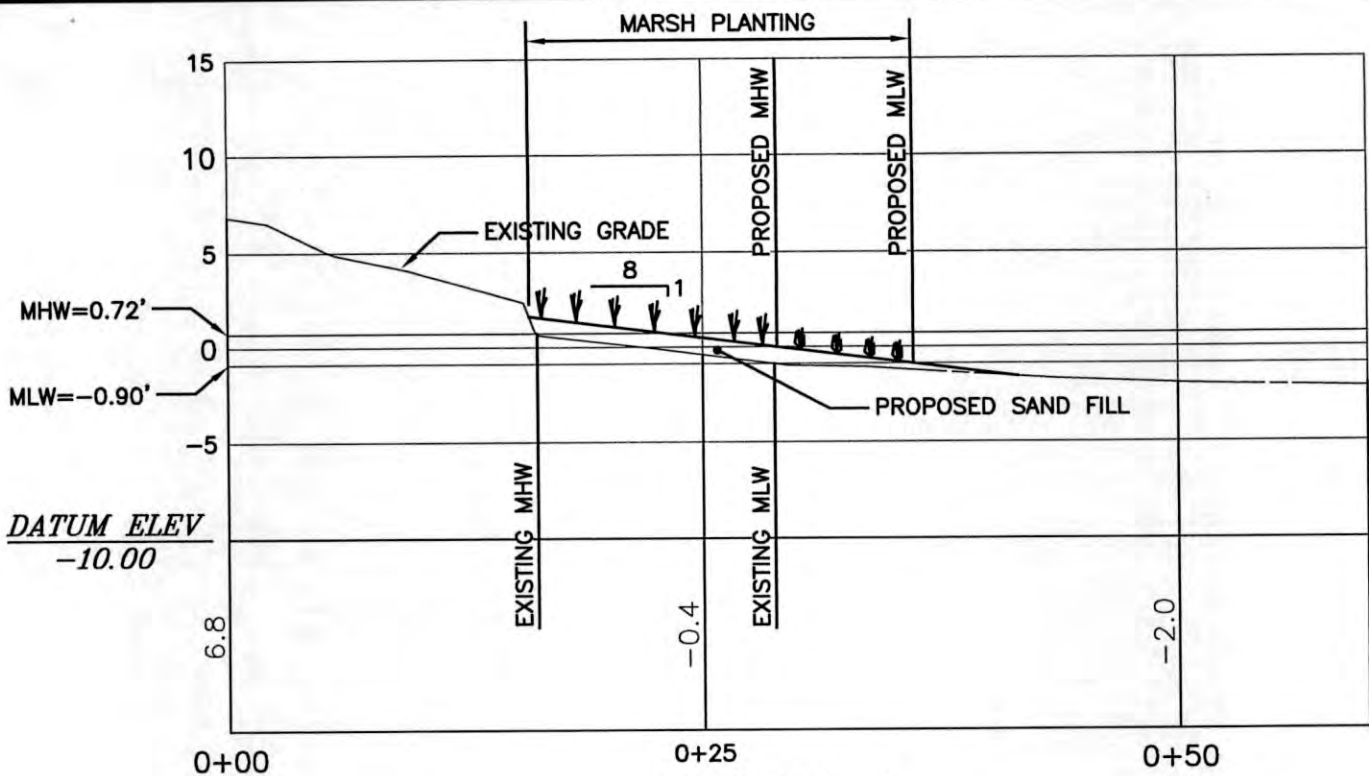 MARSH PLANTING
15
10
5
0
-5
PROPOSED MHW
PROPOSED MLW
EXISTING GRADE
8
1
MHW=0.72'
MLW=-0.90'
PROPOSED SAND FILL
EXISTING MHW
EXISTING MLW
DATUM ELEV
-10.00
6.8
-0.4
-2.0
0+00
0+25
0+50